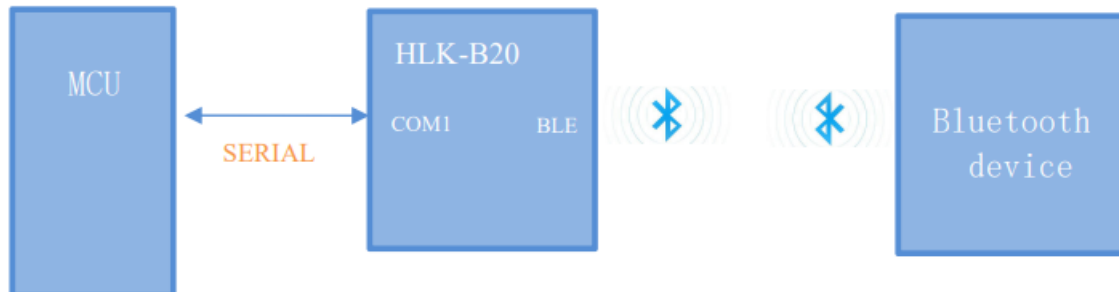 MCU
SERIAL
HLK-B20
COM1
BLE
Bluetooth
device